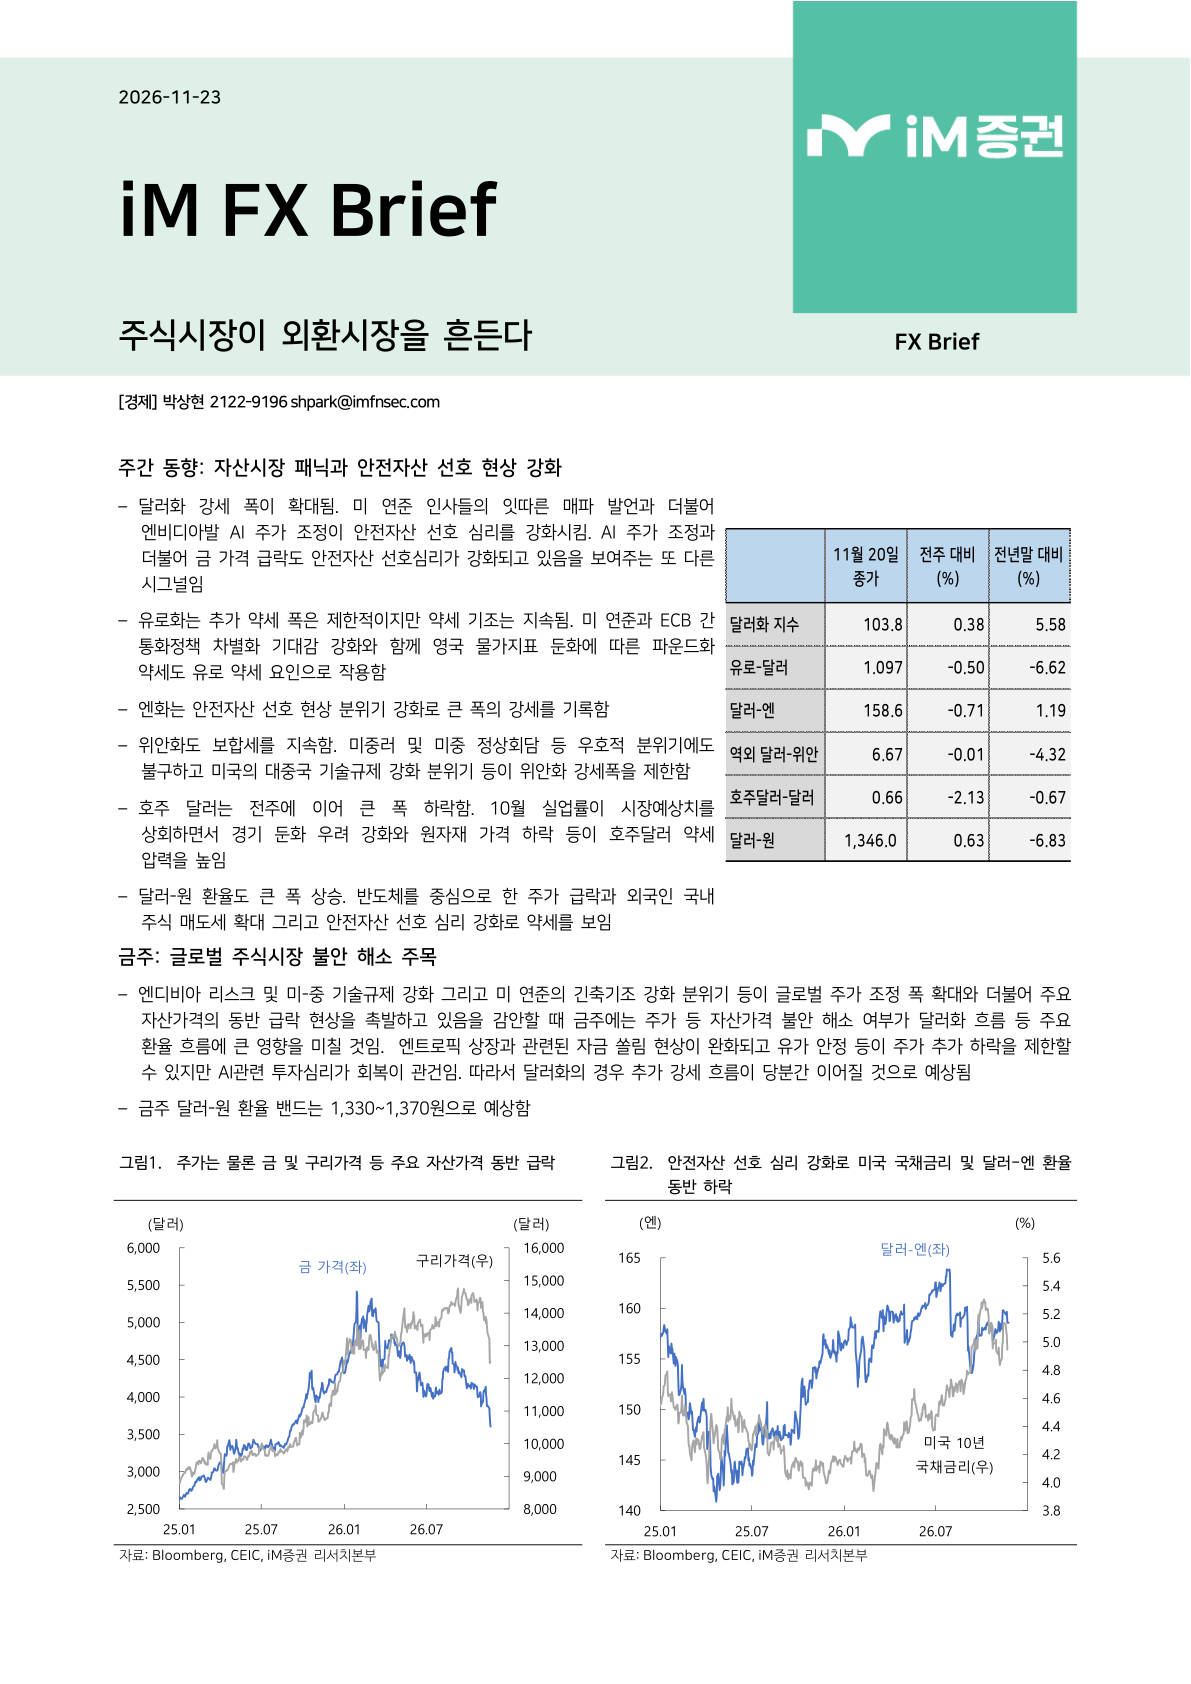 2026-11-23
iM증권
iM FX Brief
주식시장이 외환시장을 흔든다
FX Brief
[경제] 박상현 2122-9196 shpark@imfnsec.com
주간 동향: 자산시장 패닉과 안전자산 선호 현상 강화
– 달러화 강세 폭이 확대됨. 미 연준 인사들의 잇따른 매파 발언과 더불어
엔비디아발 AI 주가 조정이 안전자산 선호 심리를 강화시킴. AI 주가 조정과
더불어 금 가격 급락도 안전자산 선호심리가 강화되고 있음을 보여주는 또 다른
시그널임
– 유로화는 추가 약세 폭은 제한적이지만 약세 기조는 지속됨. 미 연준과 ECB 간
통화정책 차별화 기대감 강화와 함께 영국 물가지표 둔화에 따른 파운드화
약세도 유로 약세 요인으로 작용함
– 엔화는 안전자산 선호 현상 분위기 강화로 큰 폭의 강세를 기록함
– 위안화도 보합세를 지속함. 미중러 및 미중 정상회담 등 우호적 분위기에도
불구하고 미국의 대중국 기술규제 강화 분위기 등이 위안화 강세폭을 제한함
– 호주 달러는 전주에 이어 큰 폭 하락함. 10월 실업률이 시장예상치를
상회하면서 경기 둔화 우려 강화와 원자재 가격 하락 등이 호주달러 약세
압력을 높임
– 달러-원 환율도 큰 폭 상승. 반도체를 중심으로 한 주가 급락과 외국인 국내
주식 매도세 확대 그리고 안전자산 선호 심리 강화로 약세를 보임
11월 20일 종가 전주 대비 (%) 전년말 대비 (%)
달러화 지수 103.8 0.38 5.58
유로-달러 1.097 -0.50 -6.62
달러-엔 158.6 -0.71 1.19
역외 달러-위안 6.67 -0.01 -4.32
호주달러-달러 0.66 -2.13 -0.67
달러-원 1,346.0 0.63 -6.83
금주: 글로벌 주식시장 불안 해소 주목
– 엔디비아 리스크 및 미-중 기술규제 강화 그리고 미 연준의 긴축기조 강화 분위기 등이 글로벌 주가 조정 폭 확대와 더불어 주요
자산가격의 동반 급락 현상을 촉발하고 있음을 감안할 때 금주에는 주가 등 자산가격 불안 해소 여부가 달러화 흐름 등 주요
환율 흐름에 큰 영향을 미칠 것임. 엔트로픽 상장과 관련된 자금 쏠림 현상이 완화되고 유가 안정 등이 주가 추가 하락을 제한할
수 있지만 AI관련 투자심리가 회복이 관건임. 따라서 달러화의 경우 추가 강세 흐름이 당분간 이어질 것으로 예상됨
– 금주 달러-원 환율 밴드는 1,330~1,370원으로 예상함
그림1. 주가는 물론 금 및 구리가격 등 주요 자산가격 동반 급락
(달러) (달러)
금 가격(좌) 구리가격(우)
6,000 16,000
5,500 15,000
5,000 14,000
4,500 13,000
4,000 12,000
3,500 11,000
3,000 10,000
2,500 9,000
8,000
25.01 25.07 26.01 26.07
자료: Bloomberg, CEIC, iM증권 리서치본부
그림2. 안전자산 선호 심리 강화로 미국 국채금리 및 달러-엔 환율
동반 하락
(엔) (%)
달러-엔(좌)
165 5.6
160 5.4
155 5.2
150 5.0
145 4.8
140 4.6
4.4
4.2
4.0
3.8
미국 10년
국채금리(우)
25.01 25.07 26.01 26.07
자료: Bloomberg, CEIC, iM증권 리서치본부